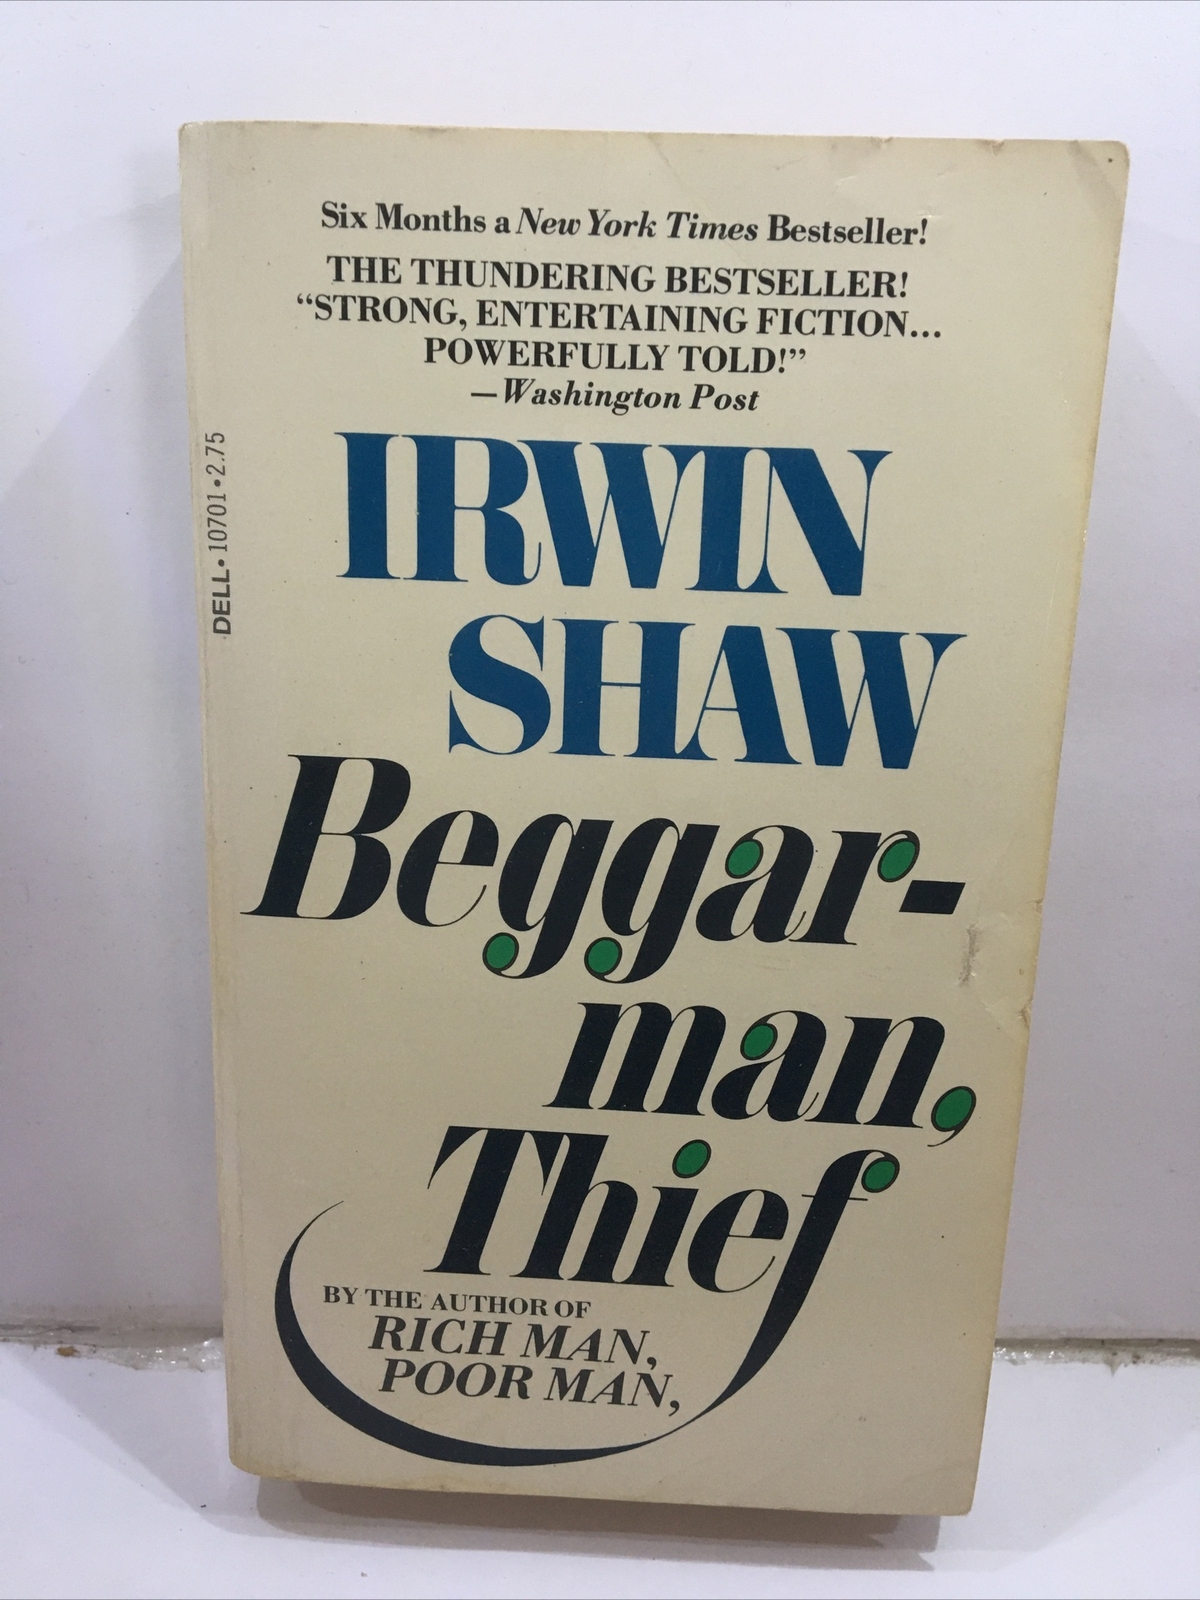 Six Months a New York Times Bestseller!
THE THUNDERING BESTSELLER!
“STRONG, ENTERTAINING FICTION...
POWERFULLY TOLD!”
—Washington Post
DELL • 10701 • 2.75
IRWIN
SHAW
Beggar-
man,
Thief
BY THE AUTHOR OF
RICH MAN,
POOR MAN,